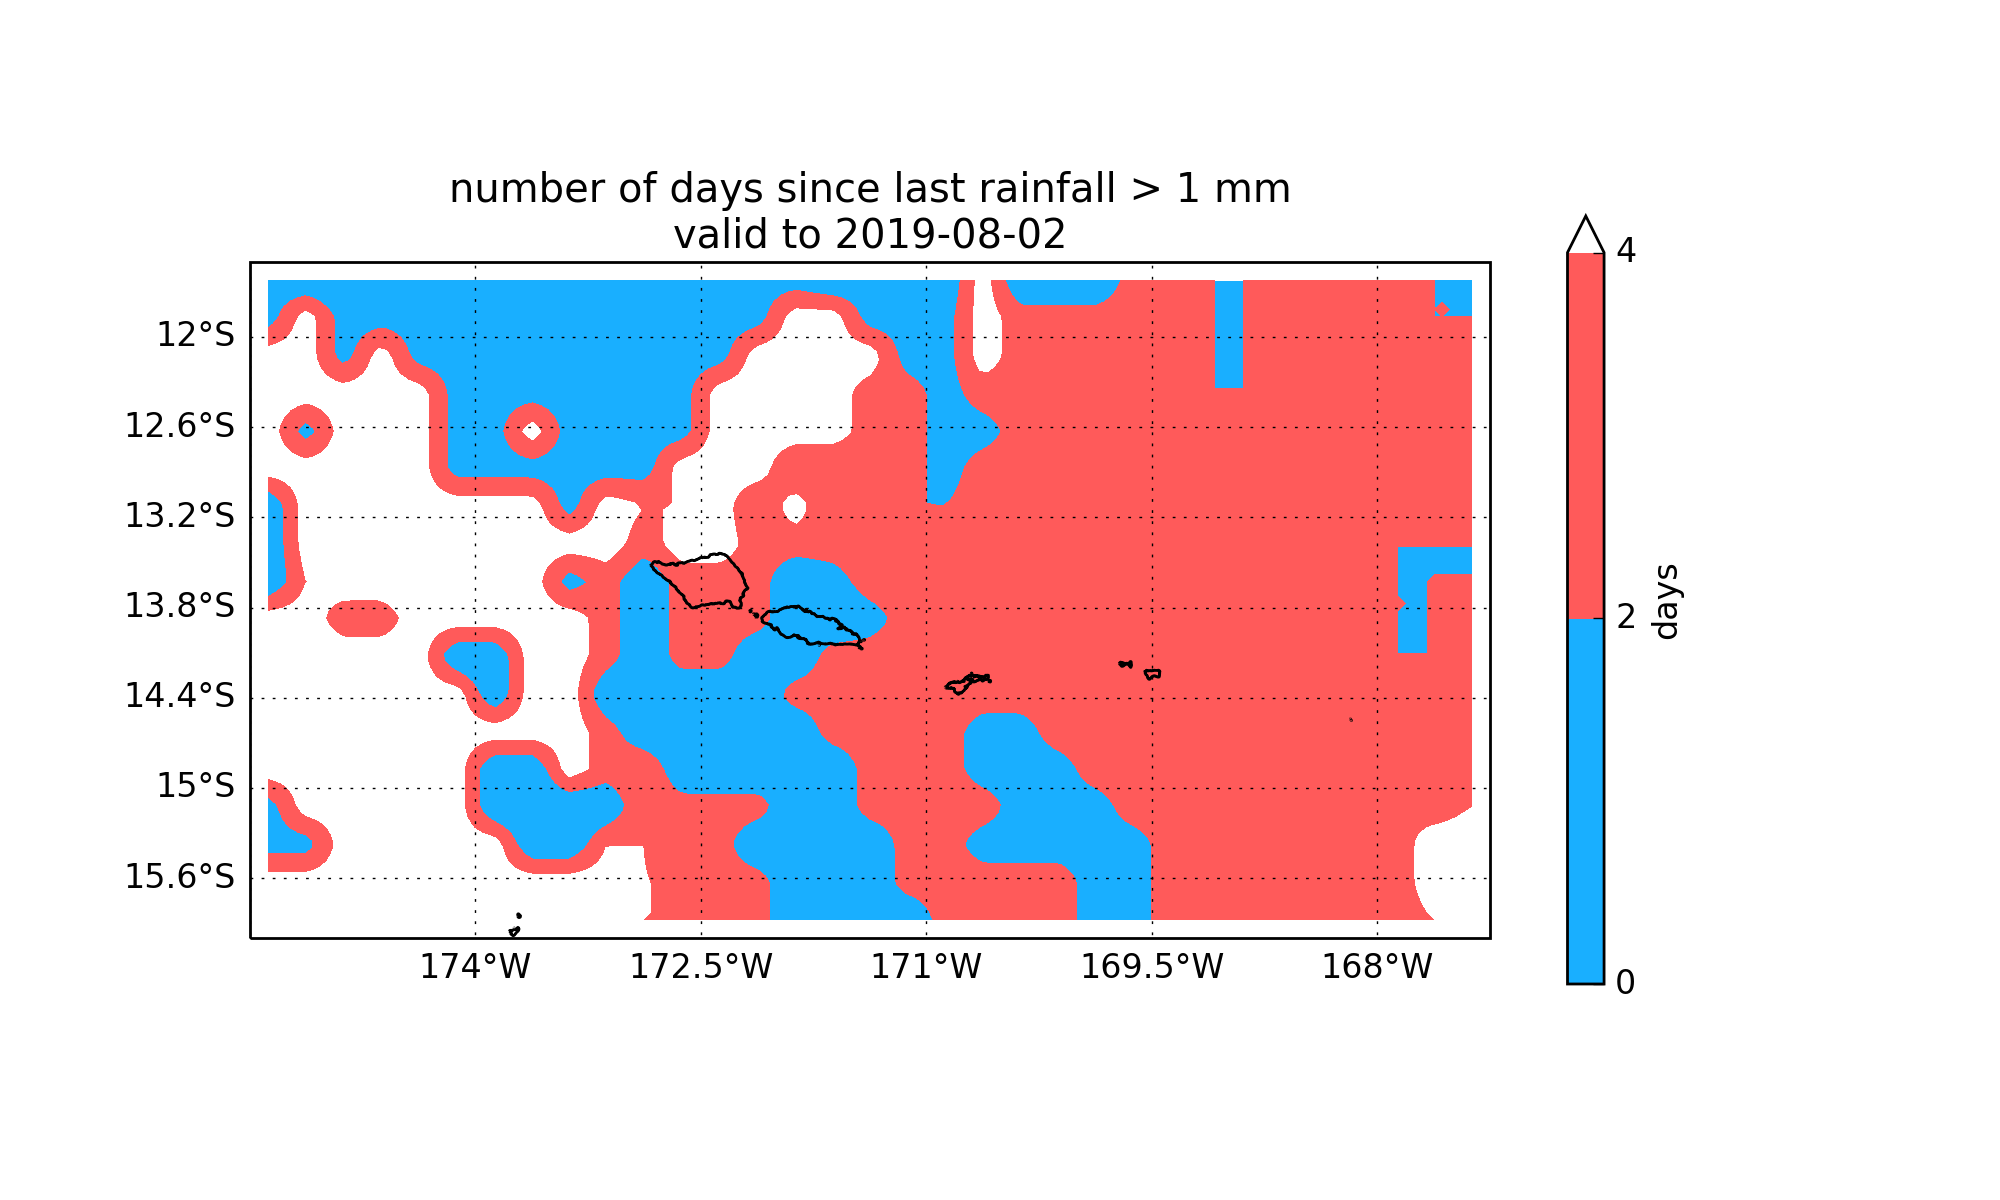 number of days since last rainfall > 1 mm
valid to 2019-08-02
12°S
12.6°S
13.2°S
13.8°S
14.4°S
15°S
15.6°S
174°W
172.5°W
171°W
169.5°W
168°W
4
2
0
days